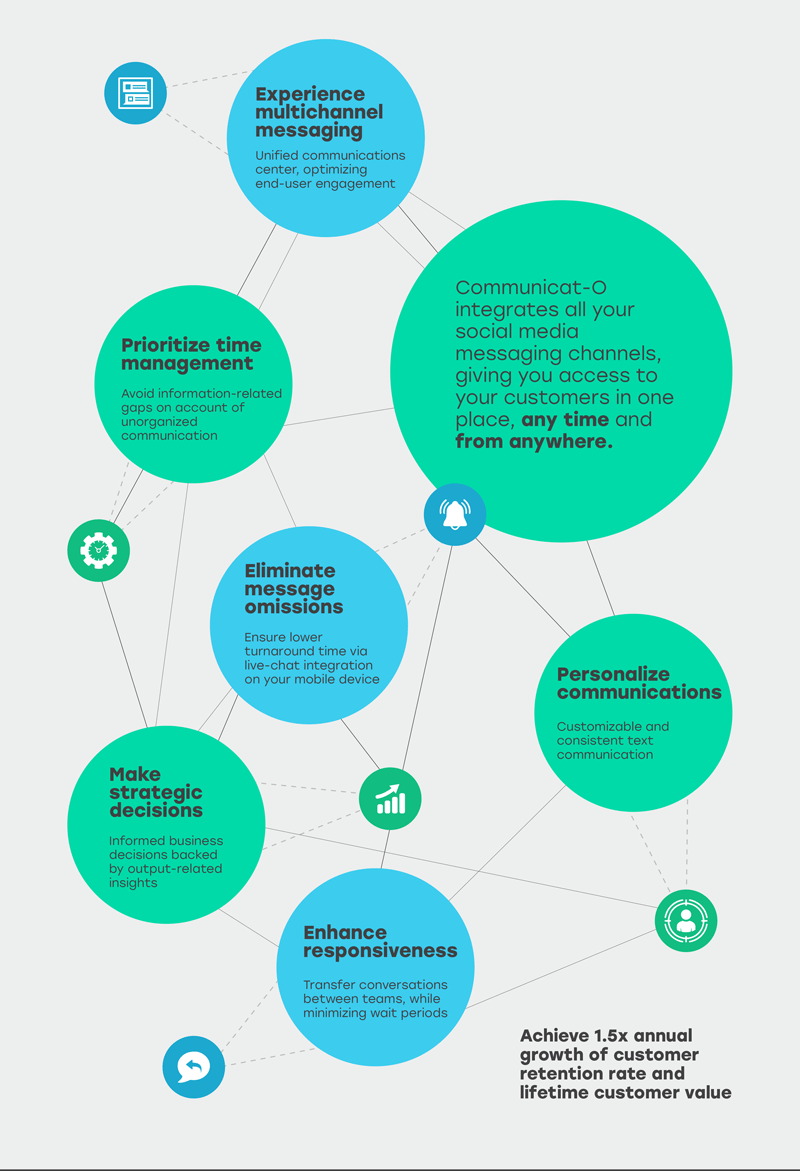 Experience
multichannel
messaging
Unified communications
center, optimizing
end-user engagement
Communicat-O
integrates all your
social media
messaging channels,
giving you access to
your customers in one
place, any time and
from anywhere.
Prioritize time
management
Avoid information-related
gaps on account of
unorganized
communication
Eliminate
message
omissions
Ensure lower
turnaround time via
live-chat integration
on your mobile device
Personalize
communications
Customizable and
consistent text
communication
Make
strategic
decisions
Informed business
decisions backed
by output-related
insights
Enhance
responsiveness
Transfer conversations
between teams, while
minimizing wait periods
Achieve 1.5x annual
growth of customer
retention rate and
lifetime customer value